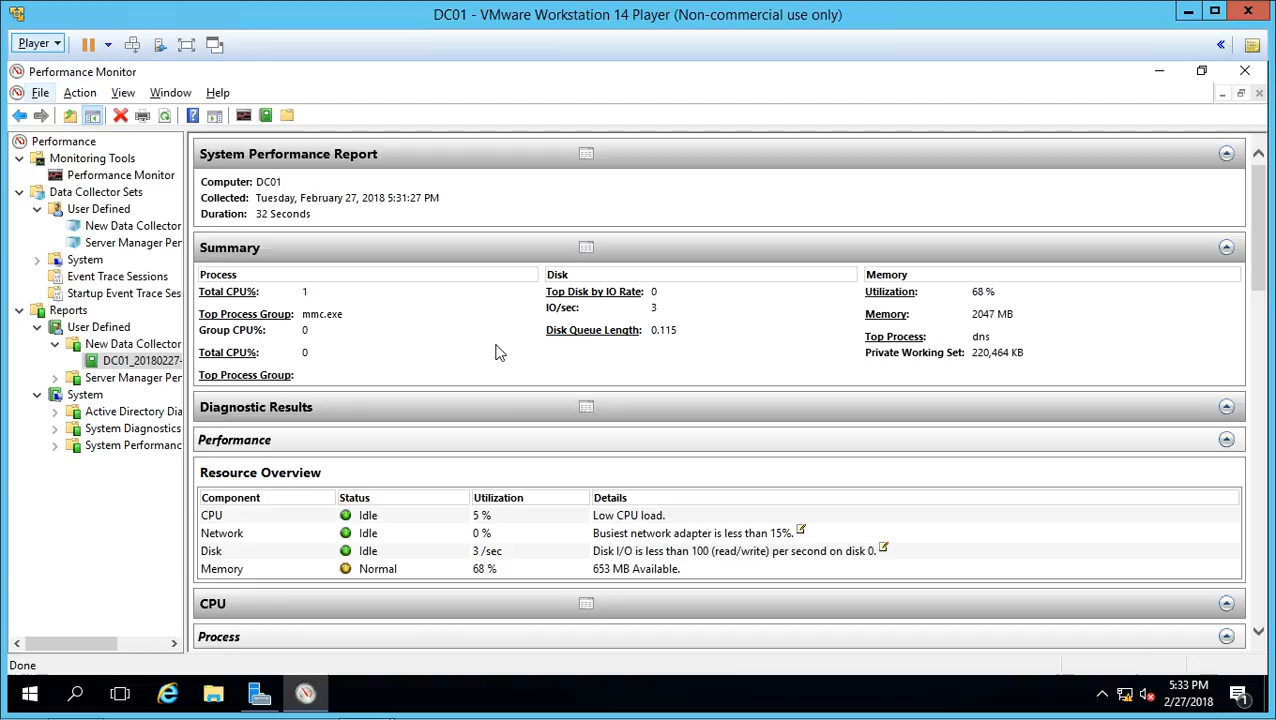 DC01 - VMware Workstation 14 Player (Non-commercial use only)
Player
Performance Monitor
File Action View Window Help
Performance
Monitoring Tools
Performance Monitor
Data Collector Sets
User Defined
New Data Collector
Server Manager Per
System
Event Trace Sessions
Startup Event Trace Ses
Reports
User Defined
New Data Collector
DC01_20180227-
Server Manager Per
System
Active Directory Dia
System Diagnostics
System Performanc
System Performance Report
Computer: DC01
Collected: Tuesday, February 27, 2018 5:31:27 PM
Duration: 32 Seconds
Summary
Process Disk Memory
Total CPU%: 1 Top Disk by IO Rate: 0 Utilization: 68 %
IO/sec: 3
Top Process Group: mmc.exe Memory: 2047 MB
Group CPU%: 0 Disk Queue Length: 0.115
Top Process: dns
Total CPU%: 0 Private Working Set: 220,464 KB
Top Process Group:
Diagnostic Results
Performance
Resource Overview
Component Status Utilization Details
CPU Idle 5 % Low CPU load.
Network Idle 0 % Busiest network adapter is less than 15%.
Disk Idle 3 /sec Disk I/O is less than 100 (read/write) per second on disk 0.
Memory Normal 68 % 653 MB Available.
CPU
Process
Done
5:33 PM
2/27/2018
1